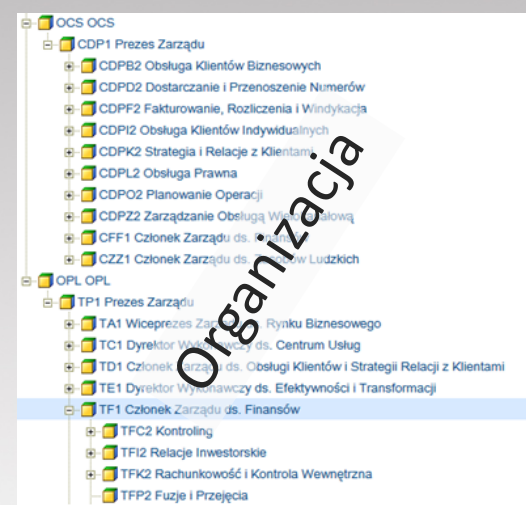 OCS OCS
CDP1 Prezes Zarządu
CDPB2 Obsługa Klientów Biznesowych
CDPD2 Dostarczanie i Przenoszenie Numerów
CDPF2 Fakturowanie, Rozliczenia i Windykacja
CDPI2 Obsługa Klientów Indywidualnych
CDPK2 Strategia i Relacje z Klientami
CDPL2 Obsługa Prawna
CDPO2 Planowanie Operacji
CDPZ2 Zarządzanie Obsługą Wielokanałową
CFF1 Członek Zarządu ds. Finansów
CZZ1 Członek Zarządu ds. Zasobów Ludzkich
OPL OPL
TP1 Prezes Zarządu
TA1 Wiceprezes Zarządu ds. Rynku Biznesowego
TC1 Dyrektor Wykonawczy ds. Centrum Usług
TD1 Członek Zarządu ds. Obsługi Klientów i Strategii Relacji z Klientami
TE1 Dyrektor Wykonawczy ds. Efektywności i Transformacji
TF1 Członek Zarządu ds. Finansów
TFC2 Kontroling
TFI2 Relacje Inwestorskie
TFK2 Rachunkowość i Kontrola Wewnętrzna
TFP2 Fuzje i Przejęcia
Organizacja